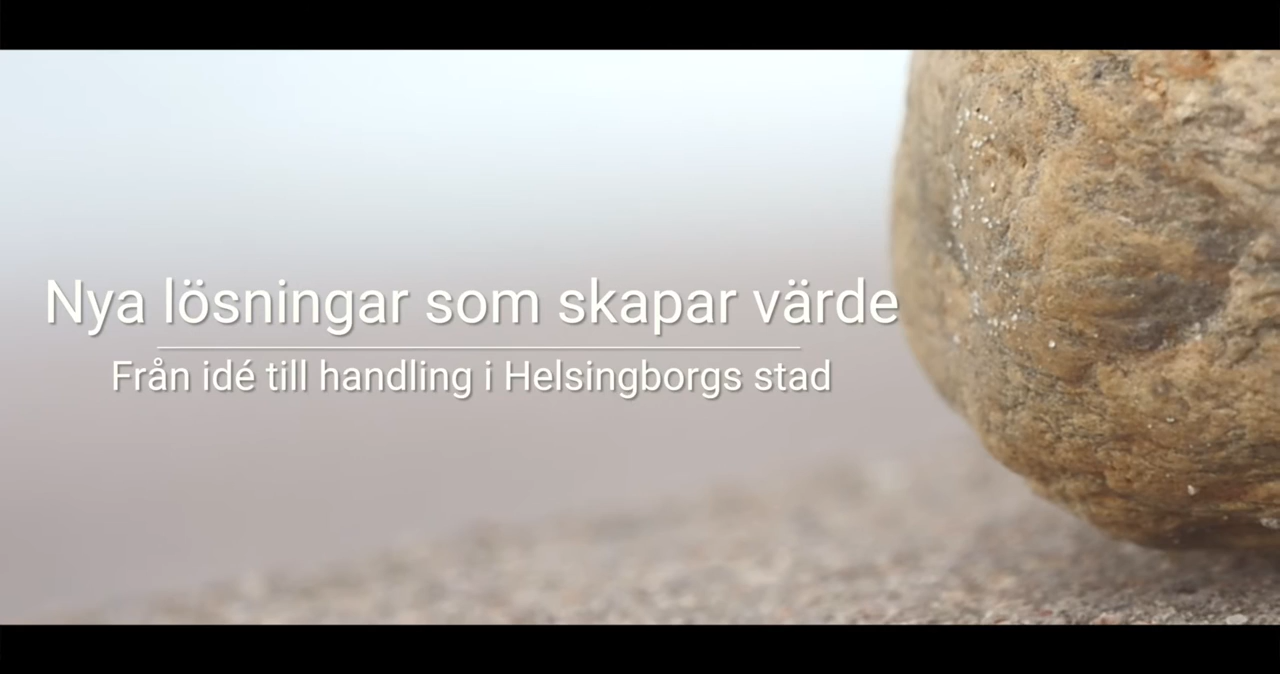 Nya lösningar som skapar värde
Från idé till handling i Helsingborgs stad